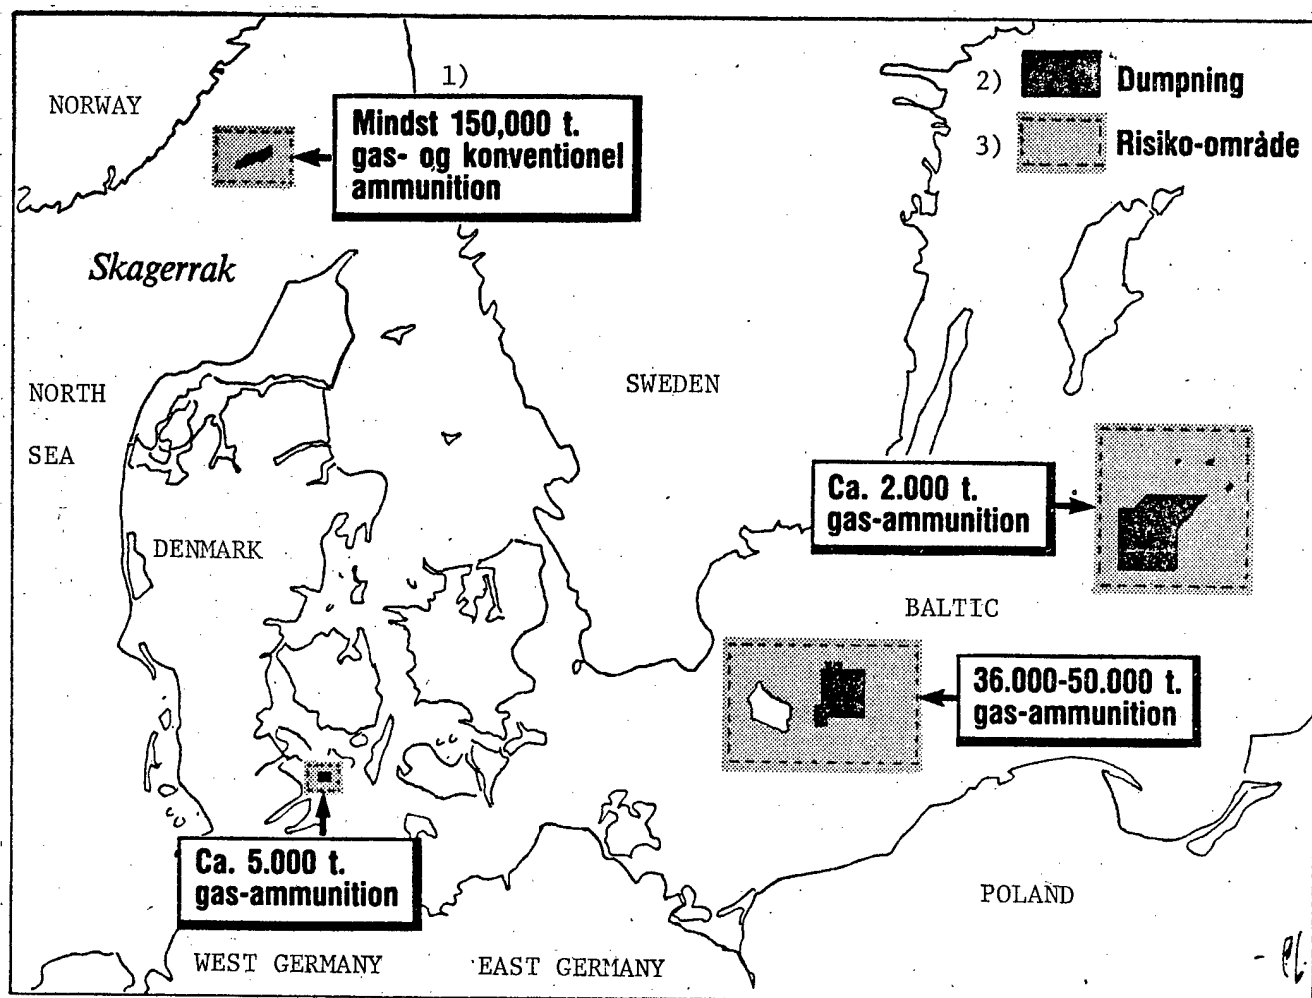 1)
NORWAY
Mindst 150,000 t.
gas- og konventionel
ammunition
2) Dumpning
3) Risiko-område
Skagerrak
NORTH
SEA
SWEDEN
DENMARK
Ca. 2.000 t.
gas-ammunition
BALTIC
36.000-50.000 t.
gas-ammunition
Ca. 5.000 t.
gas-ammunition
POLAND
WEST GERMANY
EAST GERMANY